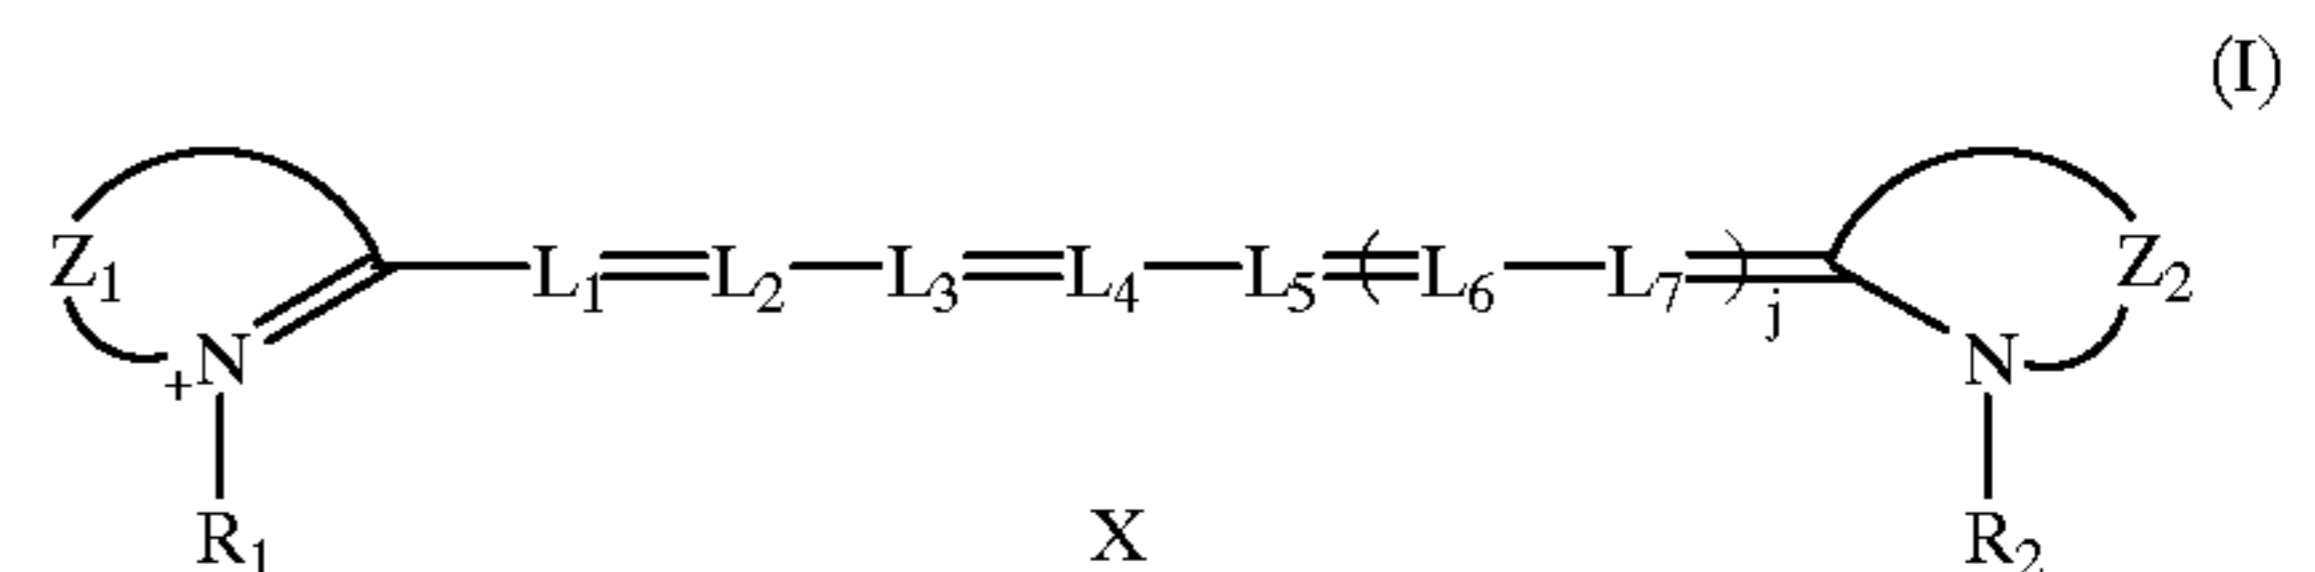 (I)
Z1 L1=L2—L3=L4—L5=(L6—L7=)j Z2
+N N
R1 X R2